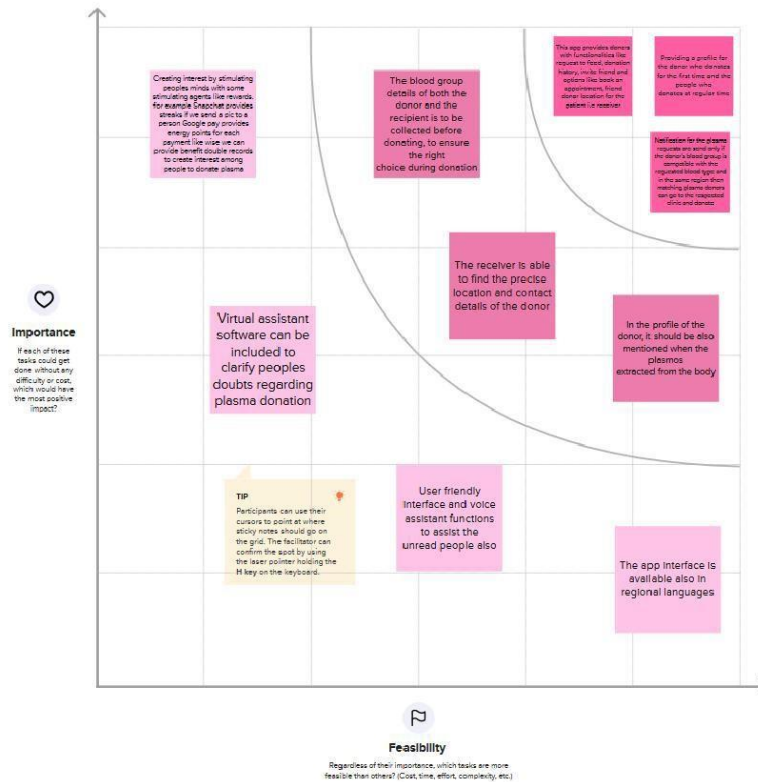 Creating interest by stimulating
peoples minds with some
stimulating agents like rewards,
for example Snapchat provides
streaks if we send a pic to a
person Google pay provides
energy points for each
payment like wise we can
provide benefit double records
to create interest among
people to donate plasma
The blood group
details of both the
donor and the
recipient is to be
collected before
donating, to ensure
the right
choice during donation
This app provides donors
with functionalities like
request to feed, donation
history, invite friend and
options like book an
appointment, friend
donor location for the
patient i.e receiver
Providing a profile for
the donor who donates
for the first time and the
people who
donates at regular time
Notification for the plasma
requests are send only if
the donor's blood group is
compatible with the
requested blood type and
in the same region then
matching plasma donors
can go to the respected
clinic and donate
The receiver is able
to find the precise
location and contact
details of the donor
In the profile of the
donor, it should be also
mentioned when the
plasmos
extracted from the body
Virtual assistant
software can be
included to
clarify peoples
doubts regarding
plasma donation
Importance
If each of these
tasks could get
done without any
difficulty or cost,
which would have
the most positive
impact?
TIP
Participants can use their
cursors to point at where
sticky notes should go on
the grid. The facilitator can
confirm the spot by using
the laser pointer holding the
H key on the keyboard.
User friendly
interface and voice
assistant functions
to assist the
unread people also
The app interface is
available also in
regional languages
Feasibility
Regardless of their importance, which tasks are more
feasible than others? (Cost, time, effort, complexity, etc.)